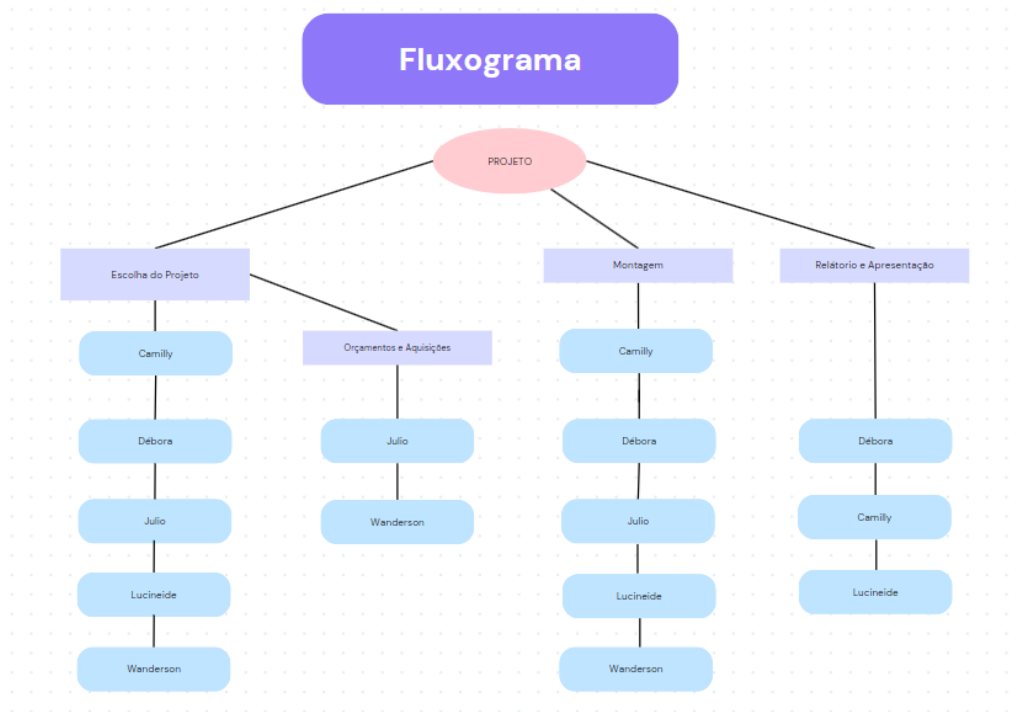 Fluxograma
PROJETO
Escolha do Projeto
Camilly
Débora
Julio
Lucineide
Wanderson
Orçamentos e Aquisições
Julio
Wanderson
Montagem
Camilly
Débora
Julio
Lucineide
Wanderson
Relátorio e Apresentação
Débora
Camilly
Lucineide